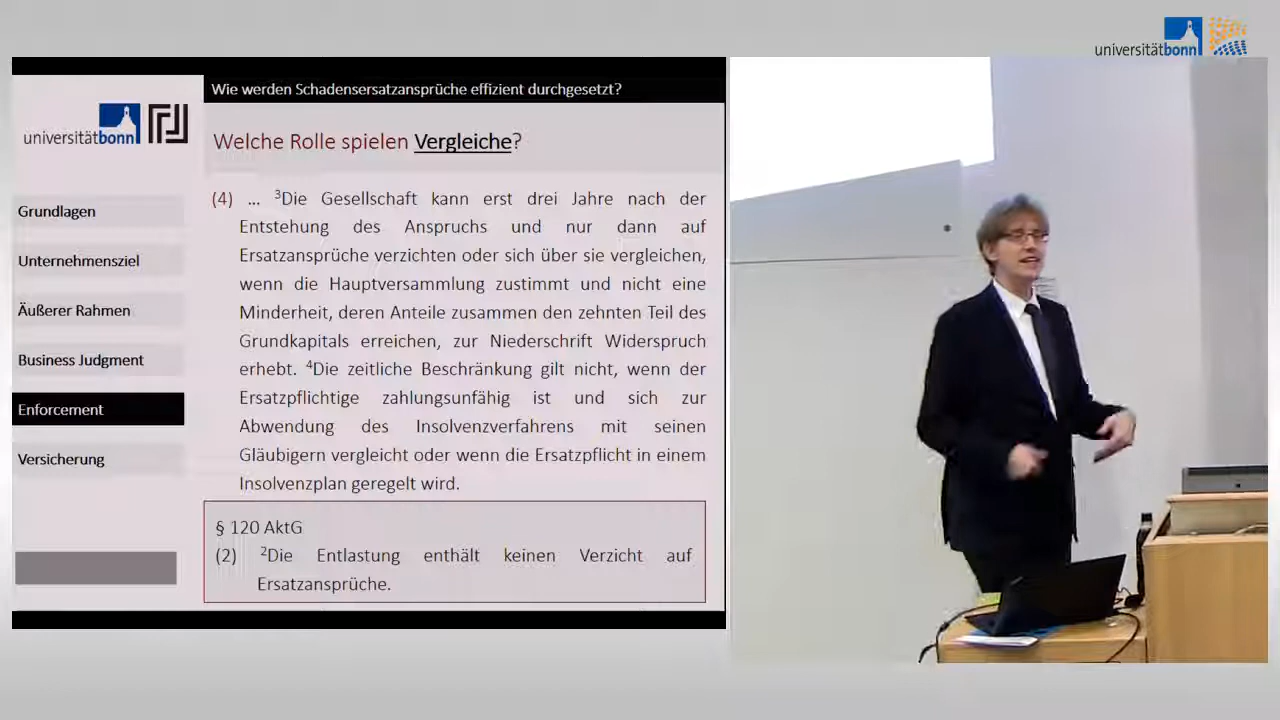 universitätbonn
Wie werden Schadensersatzansprüche effizient durchgesetzt?
universitätbonn
Welche Rolle spielen Vergleiche?
Grundlagen
Unternehmensziel
Äußerer Rahmen
Business Judgment
Enforcement
Versicherung
(4) ... ³Die Gesellschaft kann erst drei Jahre nach der
Entstehung des Anspruchs und nur dann auf
Ersatzansprüche verzichten oder sich über sie vergleichen,
wenn die Hauptversammlung zustimmt und nicht eine
Minderheit, deren Anteile zusammen den zehnten Teil des
Grundkapitals erreichen, zur Niederschrift Widerspruch
erhebt. ⁴Die zeitliche Beschränkung gilt nicht, wenn der
Ersatzpflichtige zahlungsunfähig ist und sich zur
Abwendung des Insolvenzverfahrens mit seinen
Gläubigern vergleicht oder wenn die Ersatzpflicht in einem
Insolvenzplan geregelt wird.
§ 120 AktG
(2) ²Die Entlastung enthält keinen Verzicht auf
Ersatzansprüche.